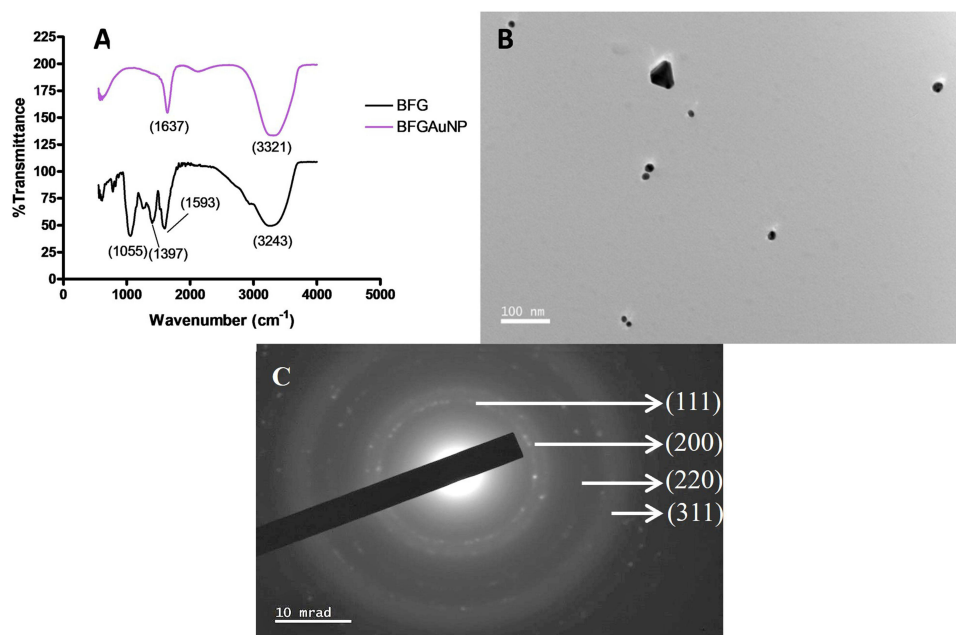 A
225
200
175
150
125
100
75
50
25
0
%Transmittance
0 1000 2000 3000 4000 5000
Wavenumber (cm⁻¹)
(1637)
(3321)
(1593)
(1055)
(1397)
(3243)
BFG
BFGAuNP
B
100 nm
C
(111)
(200)
(220)
(311)
10 mrad